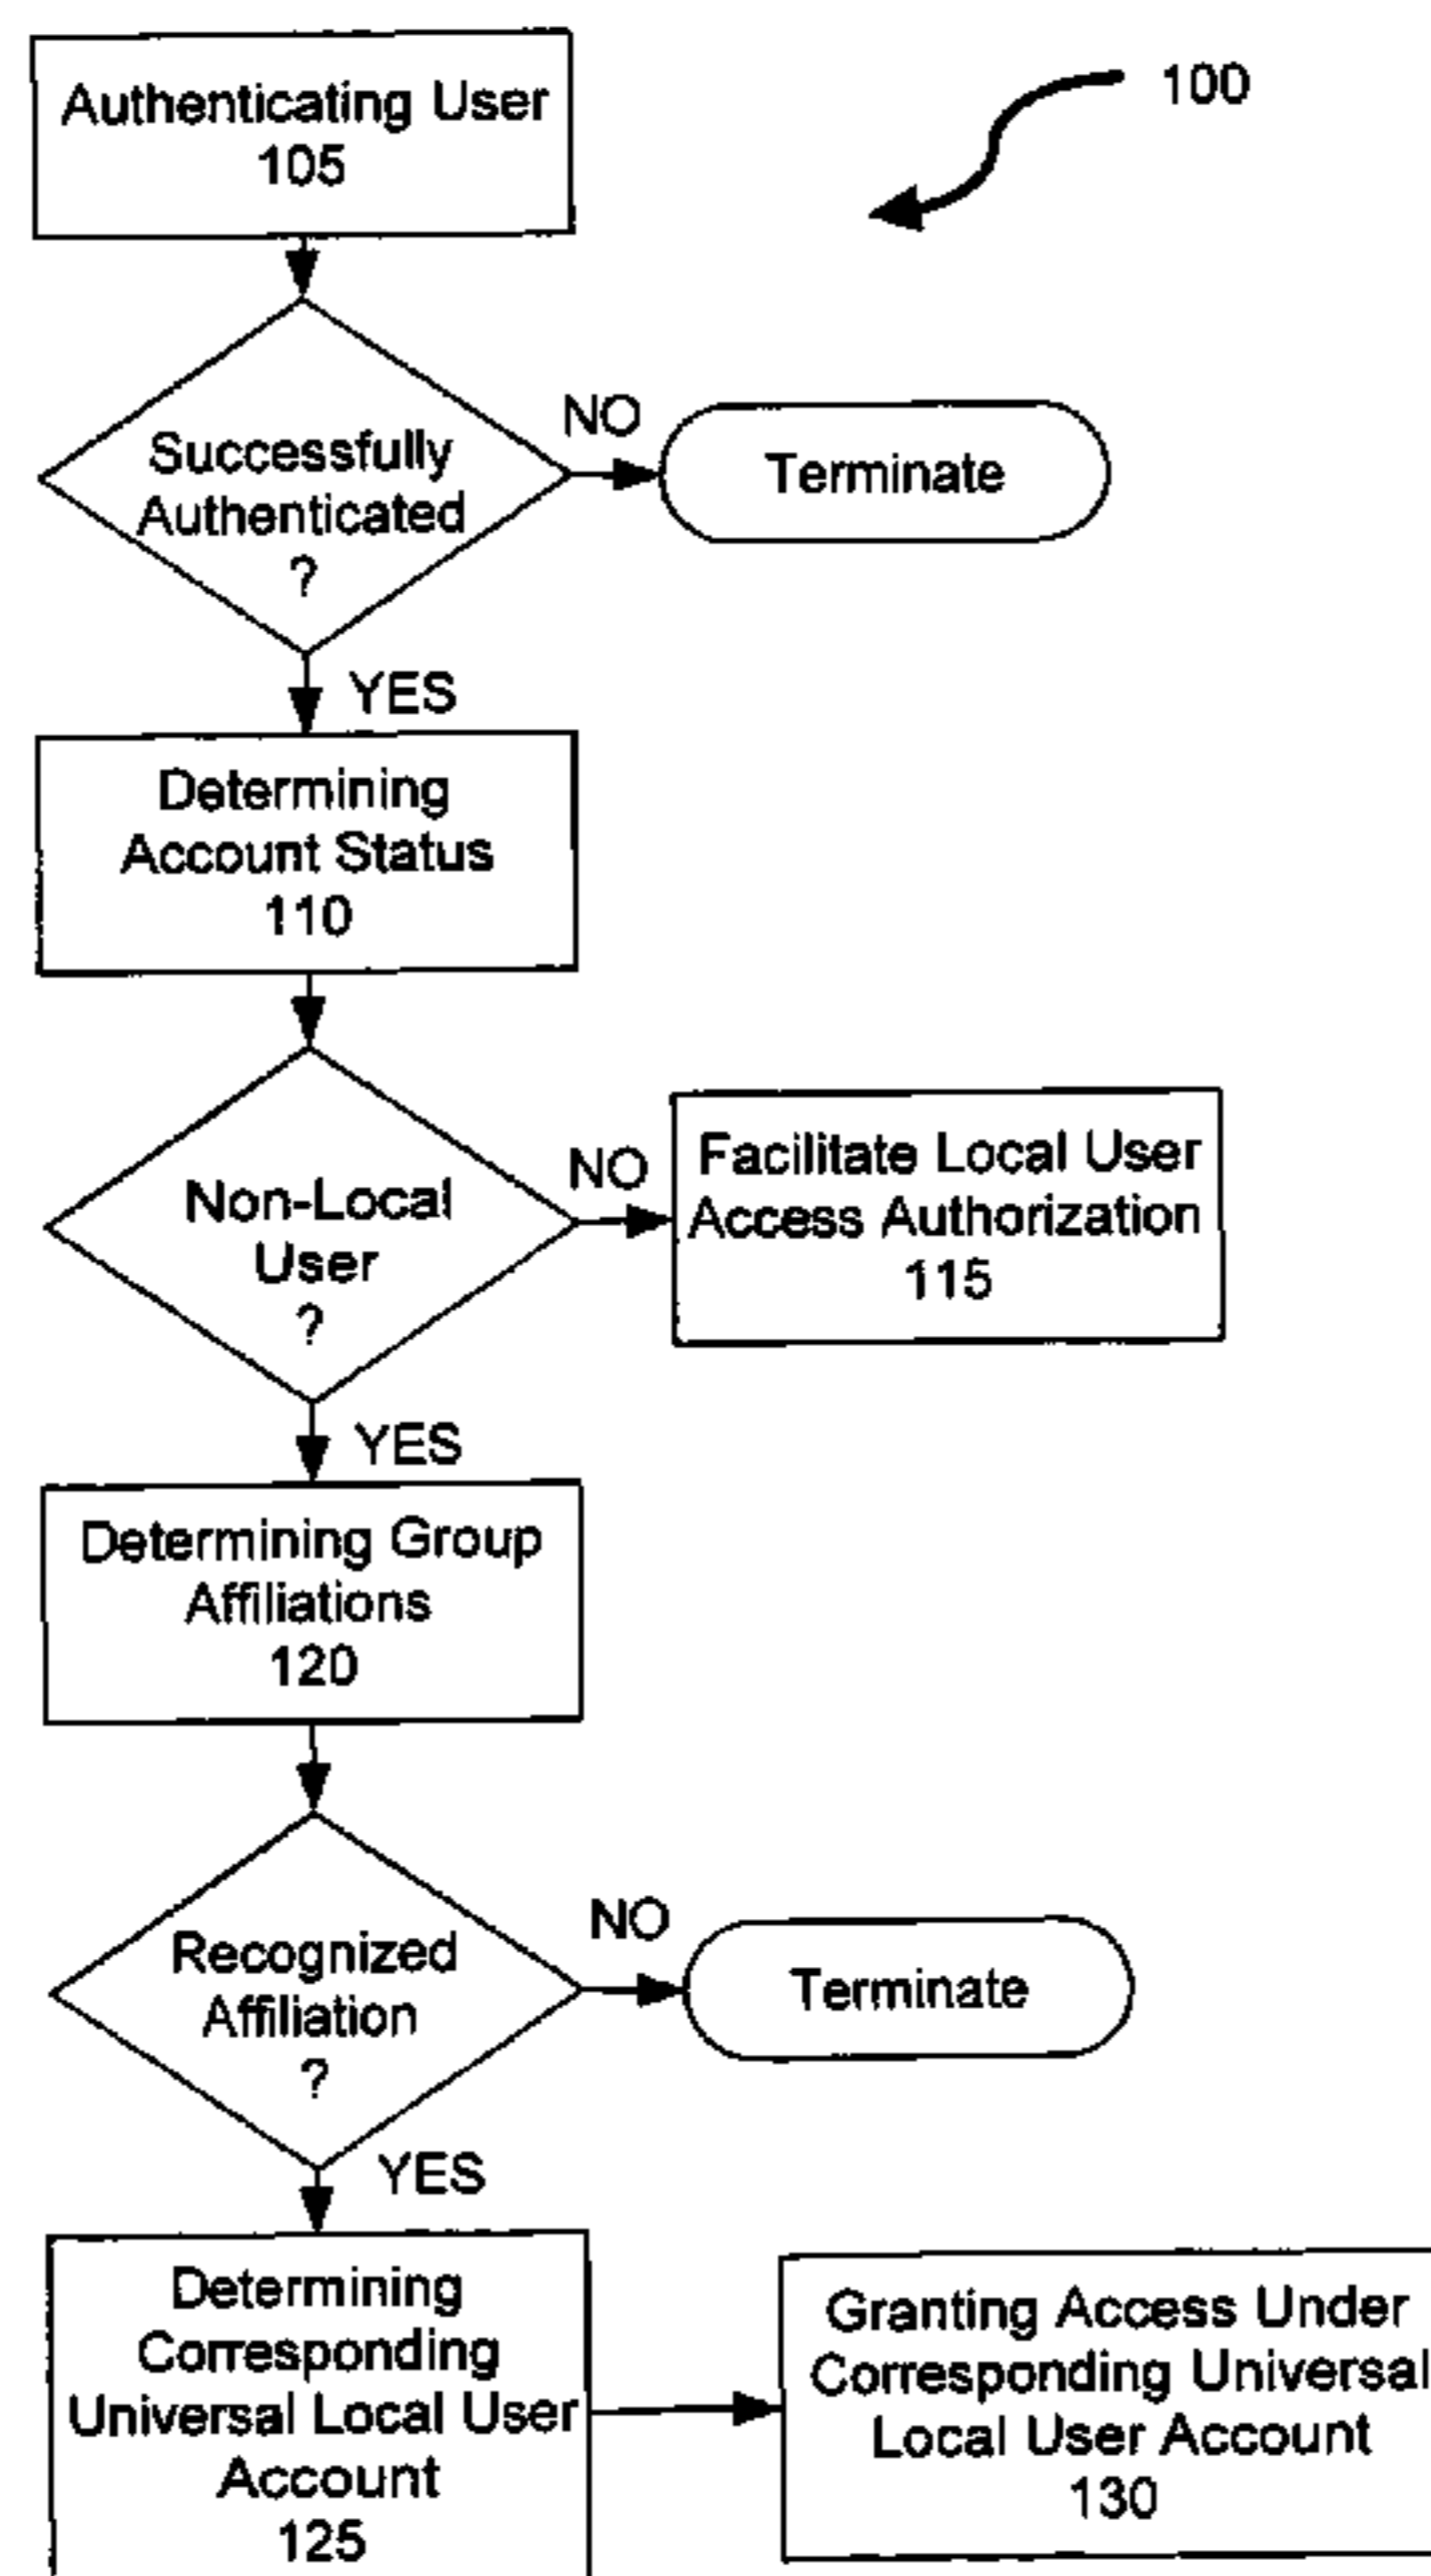 100
Authenticating User
105
Successfully
Authenticated
?
NO
Terminate
YES
Determining
Account Status
110
Non-Local
User
?
NO
Facilitate Local User
Access Authorization
115
YES
Determining Group
Affiliations
120
Recognized
Affiliation
?
NO
Terminate
YES
Determining
Corresponding
Universal Local User
Account
125
Granting Access Under
Corresponding Universal
Local User Account
130